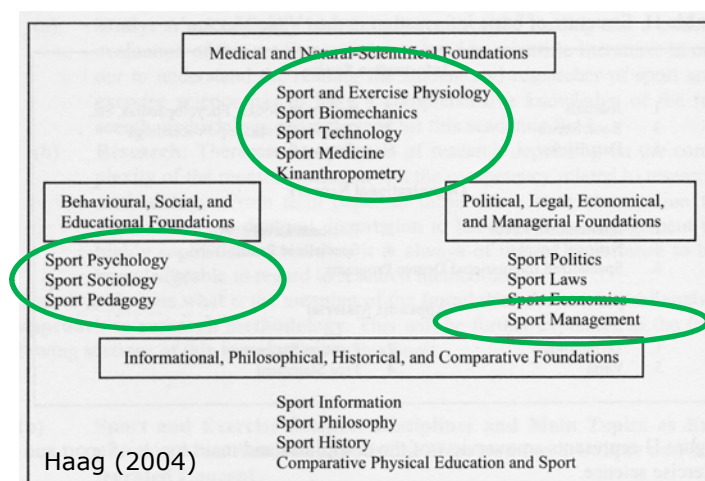 Medical and Natural-Scientifical Foundations
Sport and Exercise Physiology
Sport Biomechanics
Sport Technology
Sport Medicine
Kinanthropometry
Behavioural, Social, and
Educational Foundations
Sport Psychology
Sport Sociology
Sport Pedagogy
Political, Legal, Economical,
and Managerial Foundations
Sport Politics
Sport Laws
Sport Economics
Sport Management
Informational, Philosophical, Historical, and Comparative Foundations
Sport Information
Sport Philosophy
Sport History
Comparative Physical Education and Sport
Haag (2004)